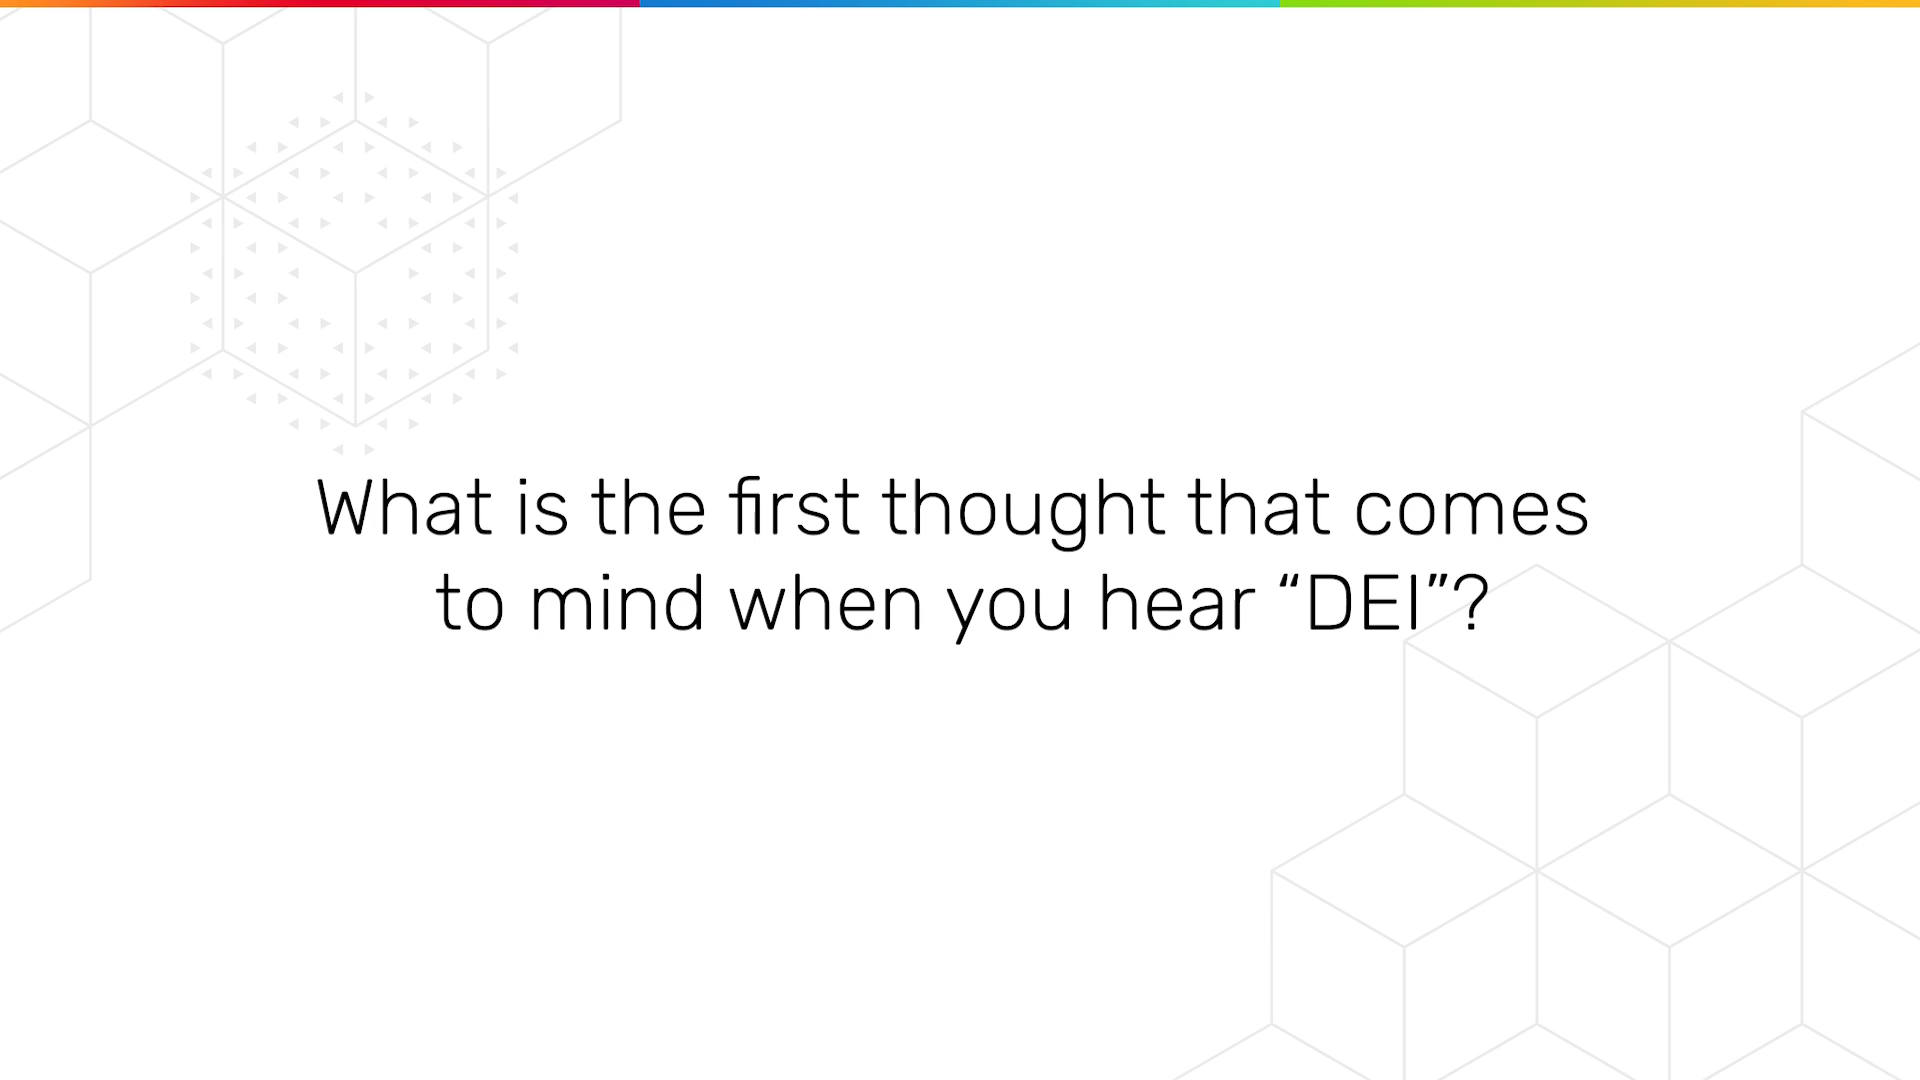 What is the first thought that comes
to mind when you hear “DEI”?